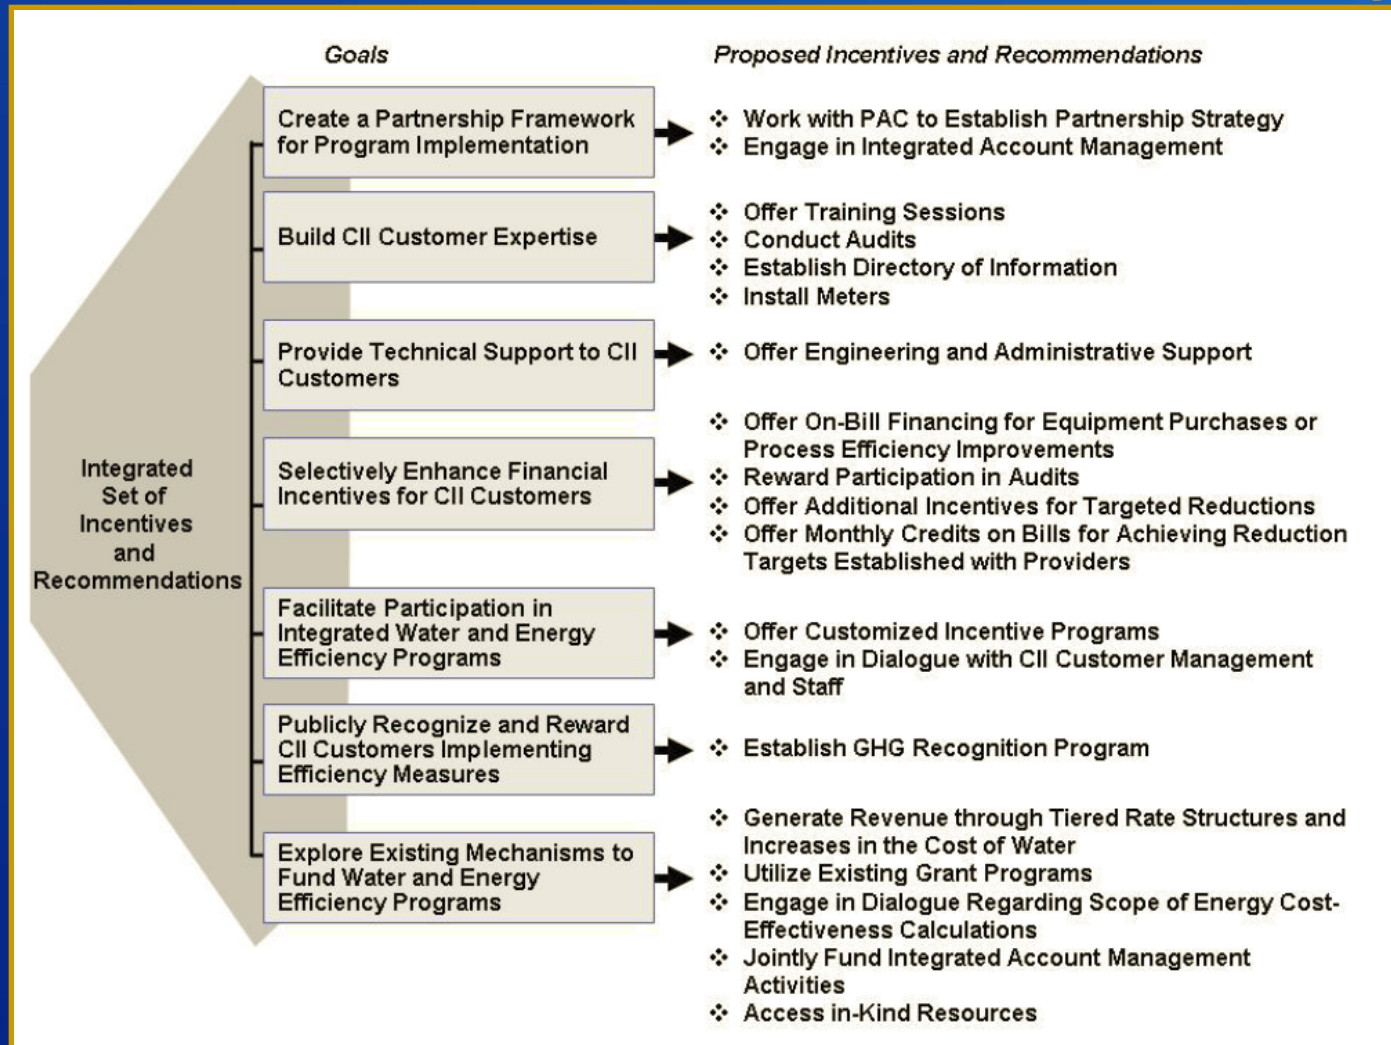 Goals
Proposed Incentives and Recommendations
Integrated
Set of
Incentives
and
Recommendations
Create a Partnership Framework
for Program Implementation
❖ Work with PAC to Establish Partnership Strategy
❖ Engage in Integrated Account Management
Build CII Customer Expertise
❖ Offer Training Sessions
❖ Conduct Audits
❖ Establish Directory of Information
❖ Install Meters
Provide Technical Support to CII
Customers
❖ Offer Engineering and Administrative Support
Selectively Enhance Financial
Incentives for CII Customers
❖ Offer On-Bill Financing for Equipment Purchases or
Process Efficiency Improvements
❖ Reward Participation in Audits
❖ Offer Additional Incentives for Targeted Reductions
❖ Offer Monthly Credits on Bills for Achieving Reduction
Targets Established with Providers
Facilitate Participation in
Integrated Water and Energy
Efficiency Programs
❖ Offer Customized Incentive Programs
❖ Engage in Dialogue with CII Customer Management
and Staff
Publicly Recognize and Reward
CII Customers Implementing
Efficiency Measures
❖ Establish GHG Recognition Program
Explore Existing Mechanisms to
Fund Water and Energy
Efficiency Programs
❖ Generate Revenue through Tiered Rate Structures and
Increases in the Cost of Water
❖ Utilize Existing Grant Programs
❖ Engage in Dialogue Regarding Scope of Energy Cost-
Effectiveness Calculations
❖ Jointly Fund Integrated Account Management
Activities
❖ Access in-Kind Resources